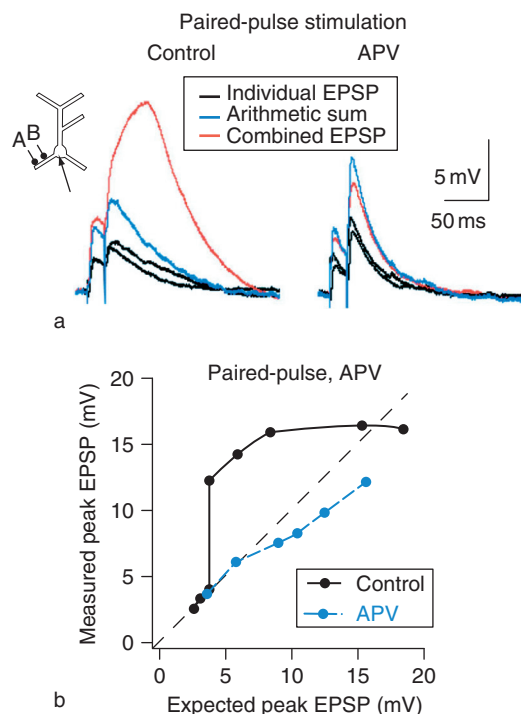 Paired-pulse stimulation
Control APV
Individual EPSP
Arithmetic sum
Combined EPSP
A B
5 mV
50 ms
a
Paired-pulse, APV
Measured peak EPSP (mV)
20
15
10
5
0
Control
APV
0 5 10 15 20
Expected peak EPSP (mV)
b